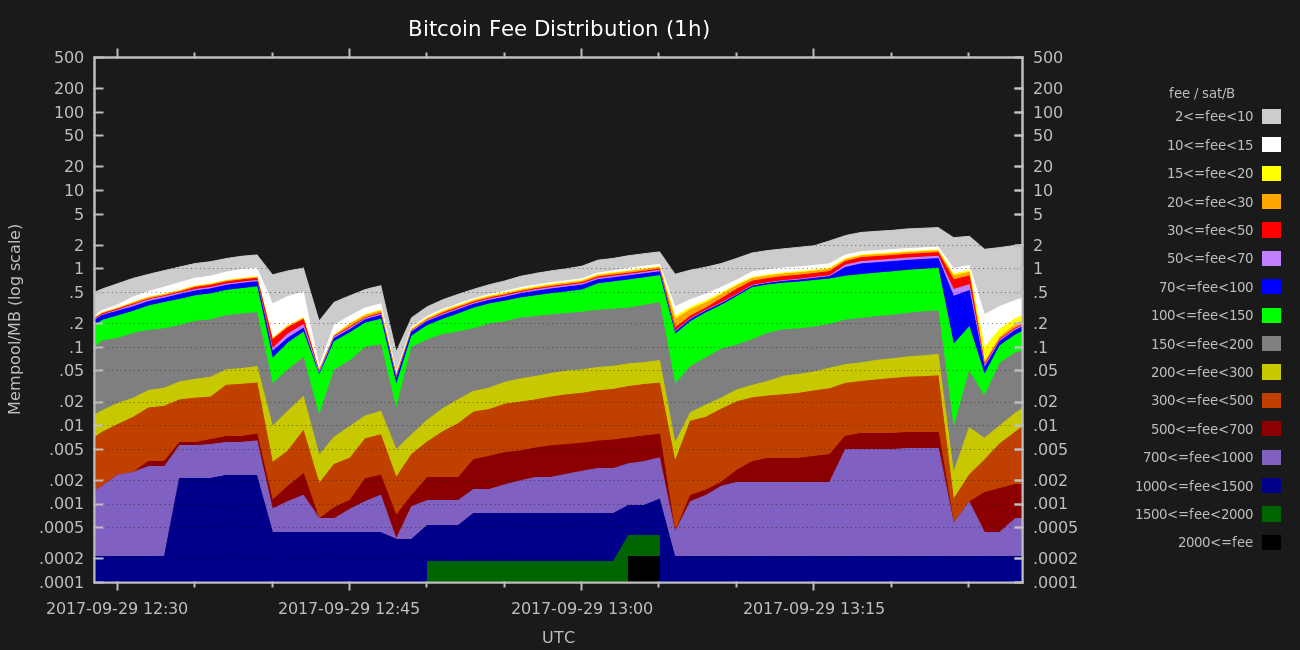 Bitcoin Fee Distribution (1h)
Mempool/MB (log scale)
500 500
200 200
100 100
50 50
20 20
10 10
5 5
2 2
1 1
.5 .5
.2 .2
.1 .1
.05 .05
.02 .02
.01 .01
.005 .005
.002 .002
.001 .001
.0005 .0005
.0002 .0002
.0001 .0001
2017-09-29 12:30 2017-09-29 12:45 2017-09-29 13:00 2017-09-29 13:15
UTC
fee / sat/B
2<=fee<10
10<=fee<15
15<=fee<20
20<=fee<30
30<=fee<50
50<=fee<70
70<=fee<100
100<=fee<150
150<=fee<200
200<=fee<300
300<=fee<500
500<=fee<700
700<=fee<1000
1000<=fee<1500
1500<=fee<2000
2000<=fee